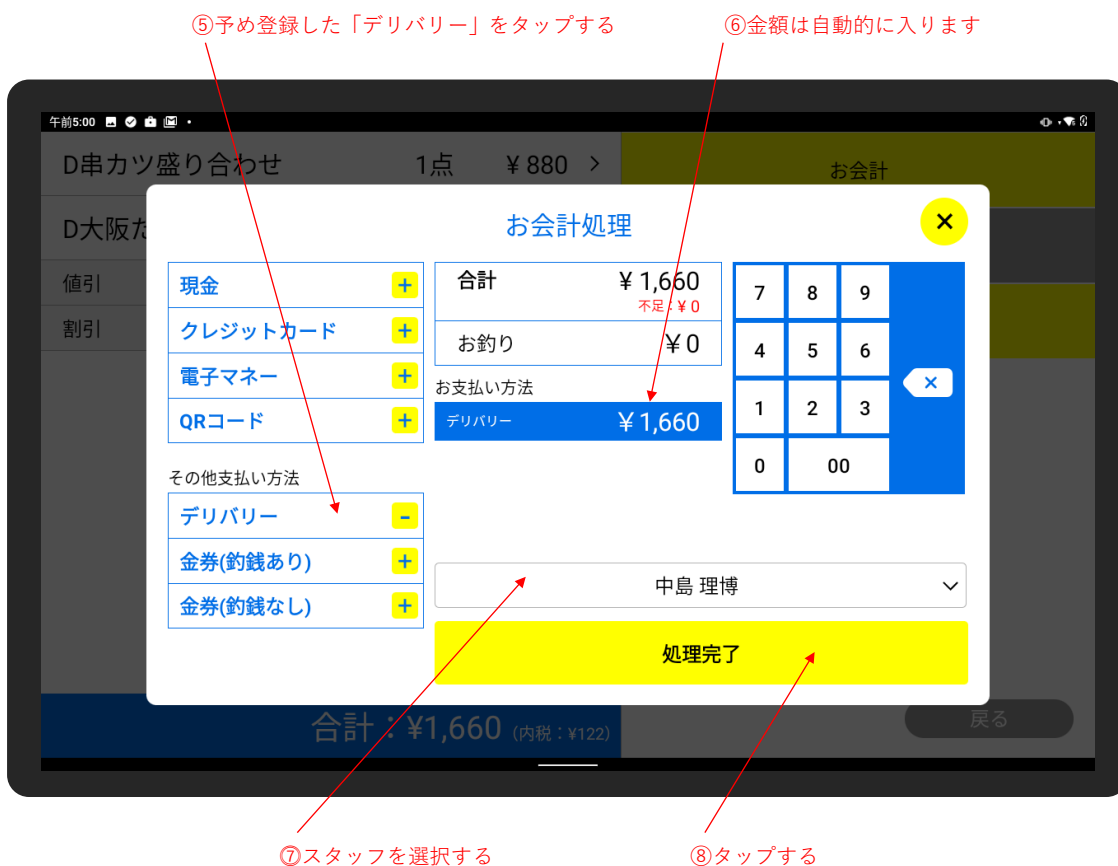 ⑤予め登録した「デリバリー」をタップする
⑥金額は自動的に入ります
午前5:00
D串カツ盛り合わせ 1点 ¥ 880 >
お会計
D大阪た
値引
割引
お会計処理
×
現金 +
クレジットカード +
電子マネー +
QRコード +
その他支払い方法
デリバリー -
金券(釣銭あり) +
金券(釣銭なし) +
合計 ¥ 1,660
不足：¥ 0
お釣り ¥ 0
お支払い方法
デリバリー ¥ 1,660
7 8 9
4 5 6
1 2 3
0 00
×
中島 理博
処理完了
合計：¥1,660 (内税：¥122)
戻る
⑦スタッフを選択する
⑧タップする